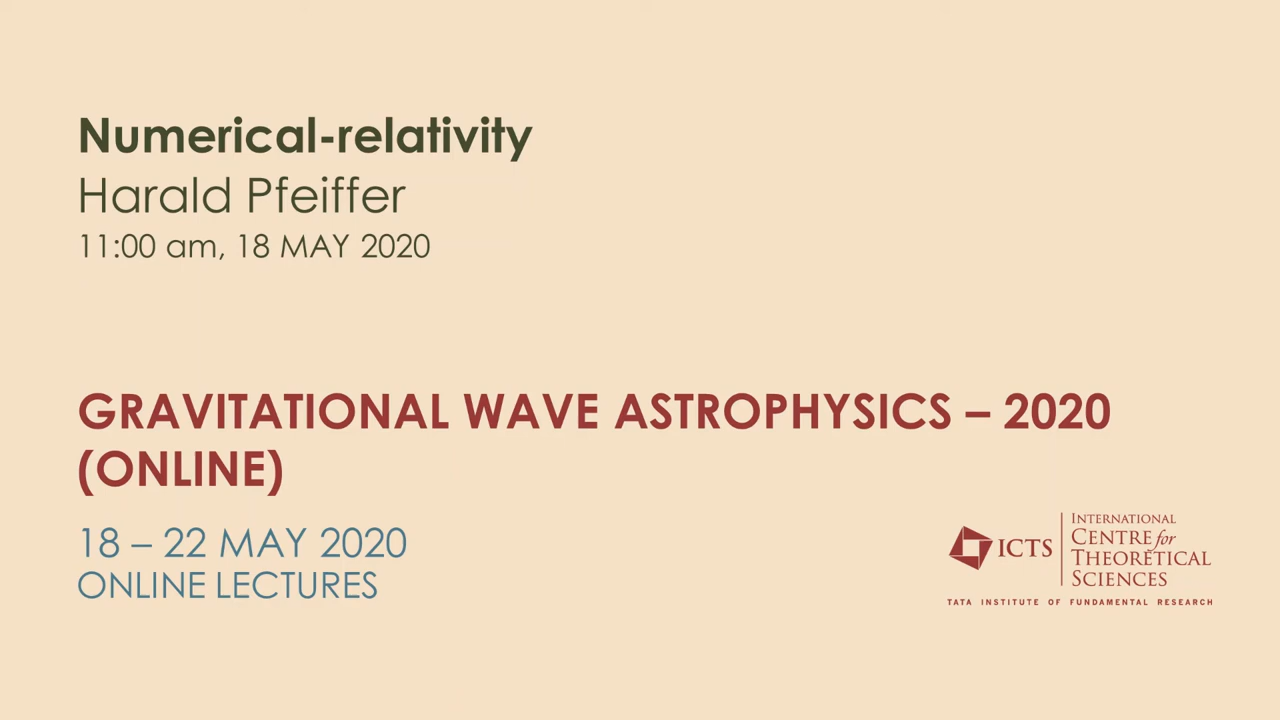 Numerical-relativity
Harald Pfeiffer
11:00 am, 18 MAY 2020
GRAVITATIONAL WAVE ASTROPHYSICS – 2020
(ONLINE)
18 – 22 MAY 2020
ONLINE LECTURES
ICTS
INTERNATIONAL
CENTRE for
THEORETICAL
SCIENCES
TATA INSTITUTE OF FUNDAMENTAL RESEARCH